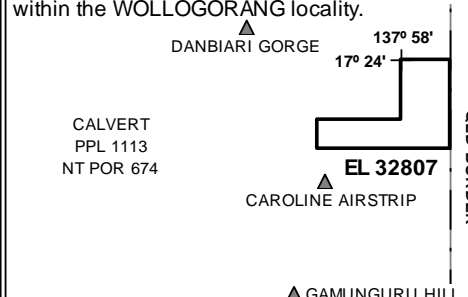 within the WOLLOGORANG locality.
DANBIARI GORGE
137º 58'
17º 24'
CALVERT
PPL 1113
NT POR 674
EL 32807
CAROLINE AIRSTRIP
GAMUNGURU HILL